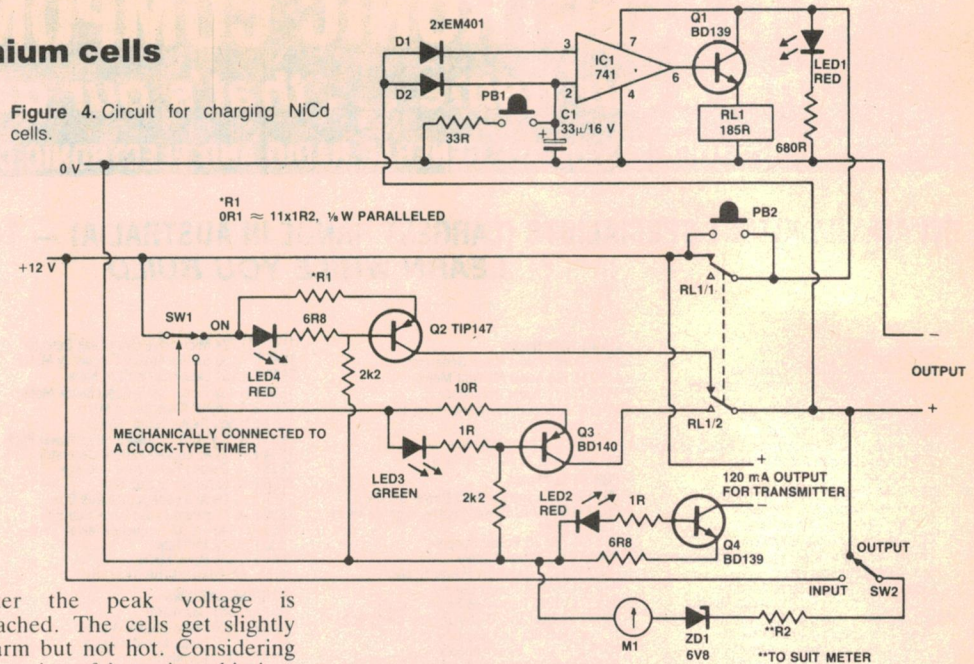 nium cells
Figure 4. Circuit for charging NiCd
cells.
2xEM401
D1
D2
PB1
33R
C1
33µ/16 V
3
2
IC1
741
7
4
6
Q1
BD139
RL1
185R
LED1
RED
680R
0 V
*R1
0R1 ≈ 11x1R2, ⅛ W PARALLELED
PB2
+12 V
RL1/1
*R1
SW1
ON
6R8
LED4
RED
Q2 TIP147
2k2
–
OUTPUT
+
MECHANICALLY CONNECTED TO
A CLOCK-TYPE TIMER
10R
1R
LED3
GREEN
Q3
BD140
2k2
RL1/2
+
120 mA OUTPUT
FOR TRANSMITTER
–
LED2
RED
1R
6R8
Q4
BD139
OUTPUT
INPUT
SW2
M1
ZD1
6V8
**R2
**TO SUIT METER
er the peak voltage is
ached. The cells get slightly
arm but not hot. Considering